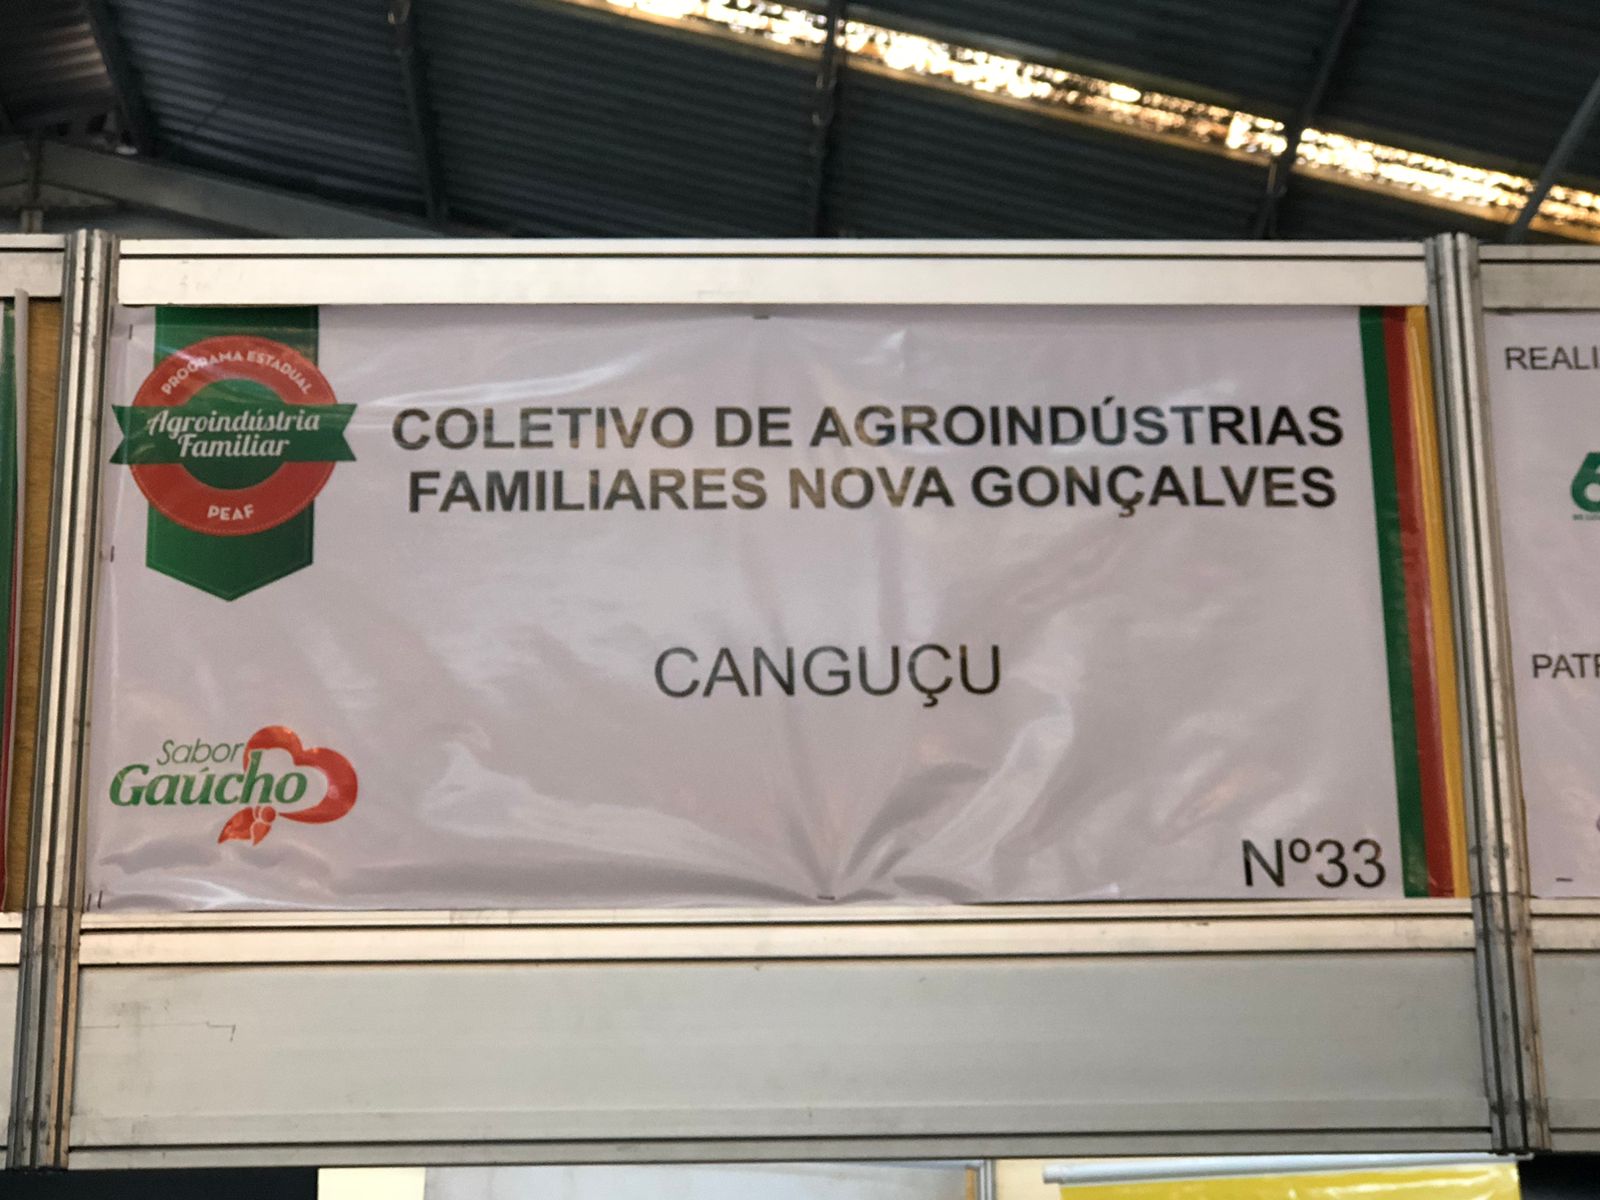 PROGRAMA ESTADUAL
Agroindústria
Familiar
PEAF
COLETIVO DE AGROINDÚSTRIAS
FAMILIARES NOVA GONÇALVES
CANGUÇU
Sabor
Gaúcho
Nº33
REALI
PATR